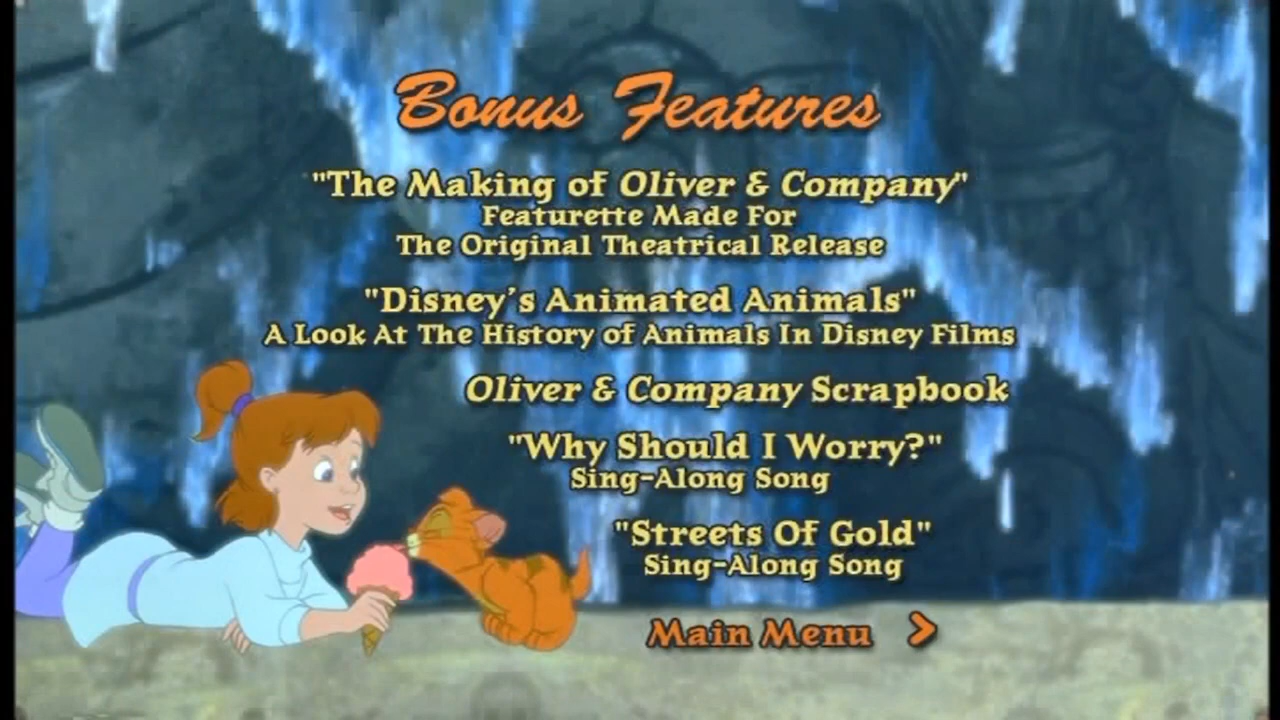 Bonus Features
"The Making of Oliver & Company"
Featurette Made For
The Original Theatrical Release
"Disney's Animated Animals"
A Look At The History of Animals In Disney Films
Oliver & Company Scrapbook
"Why Should I Worry?"
Sing-Along Song
"Streets Of Gold"
Sing-Along Song
Main Menu >